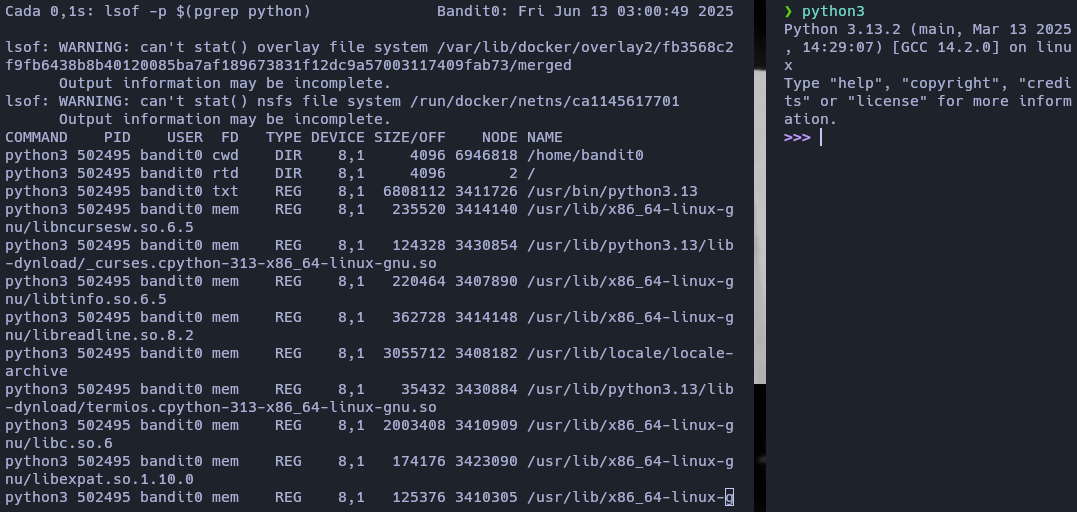 Cada 0,1s: lsof -p $(pgrep python)              Bandit0: Fri Jun 13 03:00:49 2025
lsof: WARNING: can't stat() overlay file system /var/lib/docker/overlay2/fb3568c2
f9fb6438b8b40120085ba7af189673831f12dc9a57003117409fab73/merged
      Output information may be incomplete.
lsof: WARNING: can't stat() nsfs file system /run/docker/netns/ca1145617701
      Output information may be incomplete.
COMMAND    PID    USER  FD   TYPE DEVICE SIZE/OFF    NODE NAME
python3 502495 bandit0 cwd    DIR    8,1     4096 6946818 /home/bandit0
python3 502495 bandit0 rtd    DIR    8,1     4096       2 /
python3 502495 bandit0 txt    REG    8,1  6808112 3411726 /usr/bin/python3.13
python3 502495 bandit0 mem    REG    8,1   235520 3414140 /usr/lib/x86_64-linux-g
nu/libncursesw.so.6.5
python3 502495 bandit0 mem    REG    8,1   124328 3430854 /usr/lib/python3.13/lib
-dynload/_curses.cpython-313-x86_64-linux-gnu.so
python3 502495 bandit0 mem    REG    8,1   220464 3407890 /usr/lib/x86_64-linux-g
nu/libtinfo.so.6.5
python3 502495 bandit0 mem    REG    8,1   362728 3414148 /usr/lib/x86_64-linux-g
nu/libreadline.so.8.2
python3 502495 bandit0 mem    REG    8,1  3055712 3408182 /usr/lib/locale/locale-
archive
python3 502495 bandit0 mem    REG    8,1    35432 3430884 /usr/lib/python3.13/lib
-dynload/termios.cpython-313-x86_64-linux-gnu.so
python3 502495 bandit0 mem    REG    8,1  2003408 3410909 /usr/lib/x86_64-linux-g
nu/libc.so.6
python3 502495 bandit0 mem    REG    8,1   174176 3423090 /usr/lib/x86_64-linux-g
nu/libexpat.so.1.10.0
python3 502495 bandit0 mem    REG    8,1   125376 3410305 /usr/lib/x86_64-linux-g
❯ python3
Python 3.13.2 (main, Mar 13 2025
, 14:29:07) [GCC 14.2.0] on linu
x
Type "help", "copyright", "credi
ts" or "license" for more inform
ation.
>>>